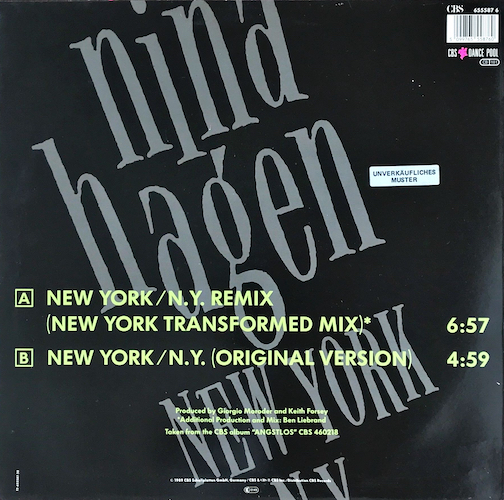 CBS 655587 6
CBS DANCE POOL
nina
hagen
UNVERKÄUFLICHES
MUSTER
A NEW YORK/N.Y. REMIX
(NEW YORK TRANSFORMED MIX)* 6:57
B NEW YORK/N.Y. (ORIGINAL VERSION) 4:59
NEW YORK
Produced by Giorgio Moroder and Keith Forsey
*Additional Production and Mix: Ben Liebrand
Taken from the CBS album "ANGSTLOS" CBS 460218
NY